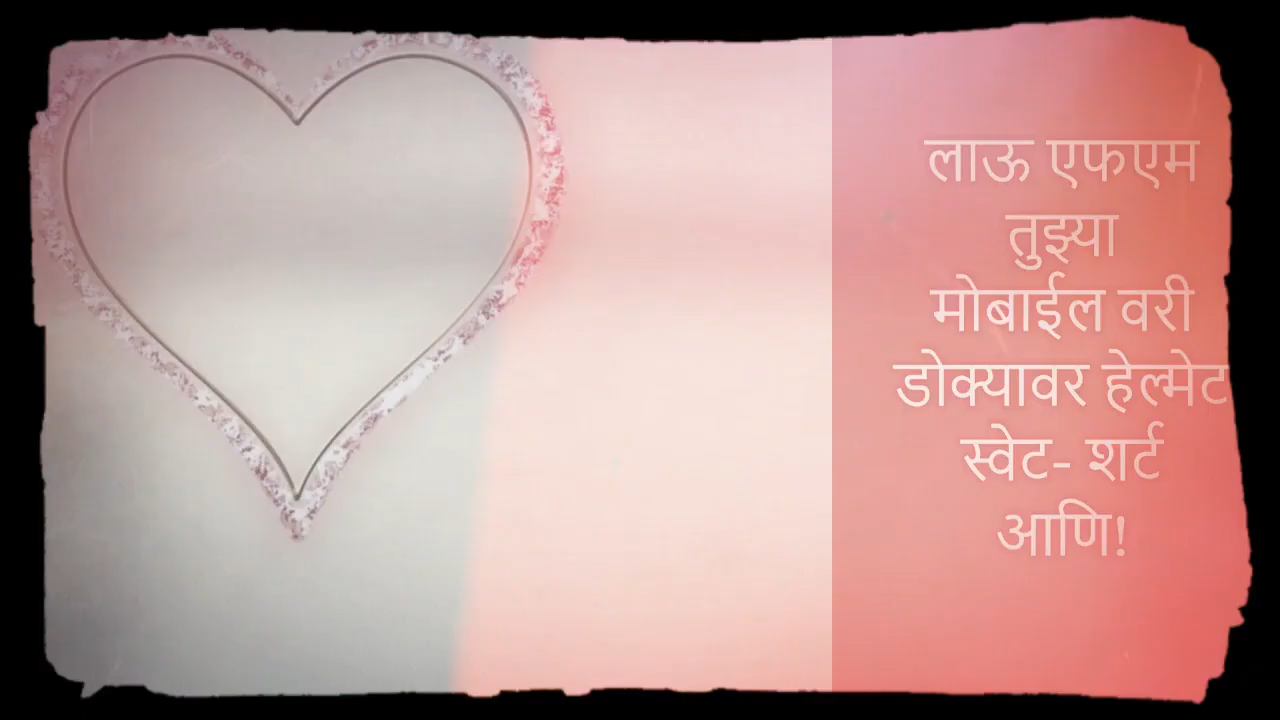 लाऊ एफएम
तुझ्या
मोबाईल वरी
डोक्यावर हेल्मेट
स्वेट- शर्ट
आणि!